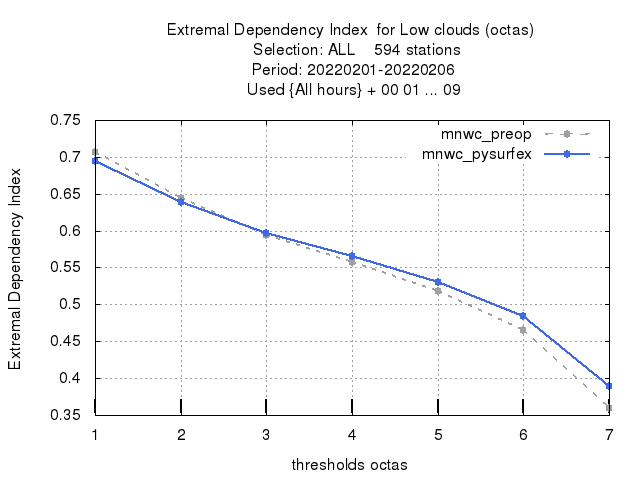 Extremal Dependency Index  for Low clouds (octas)
Selection: ALL    594 stations
Period: 20220201-20220206
Used {All hours} + 00 01 ... 09
mnwc_preop
mnwc_pysurfex
Extremal Dependency Index
0.75
0.7
0.65
0.6
0.55
0.5
0.45
0.4
0.35
1 2 3 4 5 6 7
thresholds octas